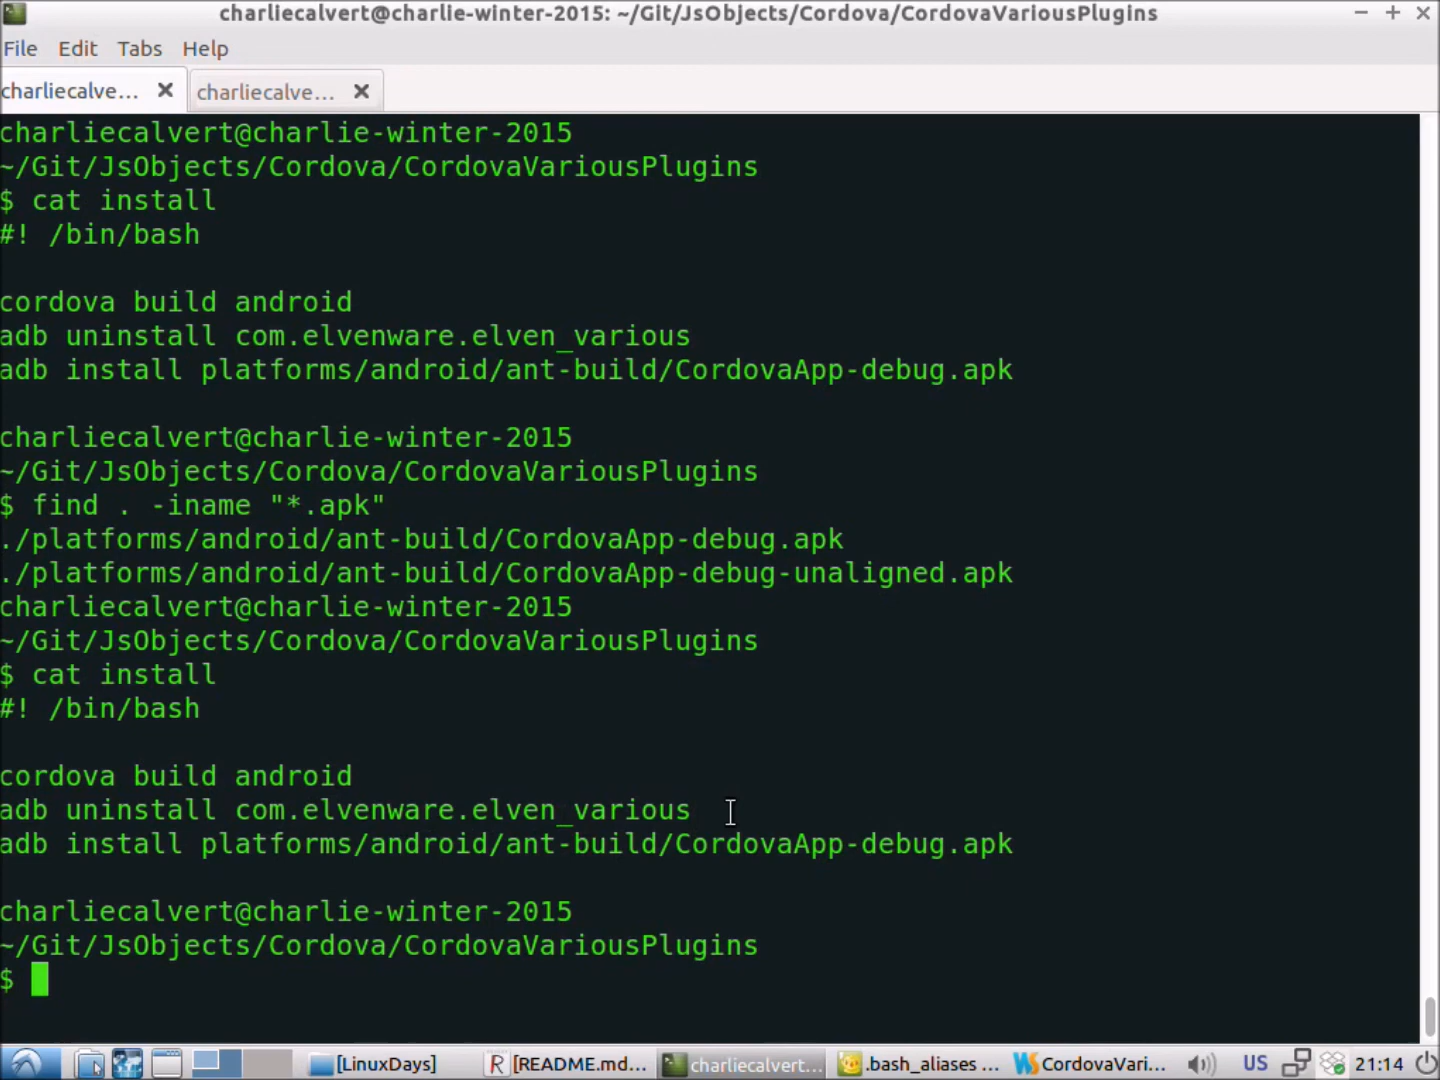 charliecalvert@charlie-winter-2015: ~/Git/JsObjects/Cordova/CordovaVariousPlugins
File Edit Tabs Help
charliecalve... charliecalve...
charliecalvert@charlie-winter-2015
~/Git/JsObjects/Cordova/CordovaVariousPlugins
$ cat install
#! /bin/bash
cordova build android
adb uninstall com.elvenware.elven_various
adb install platforms/android/ant-build/CordovaApp-debug.apk
charliecalvert@charlie-winter-2015
~/Git/JsObjects/Cordova/CordovaVariousPlugins
$ find . -iname "*.apk"
./platforms/android/ant-build/CordovaApp-debug.apk
./platforms/android/ant-build/CordovaApp-debug-unaligned.apk
charliecalvert@charlie-winter-2015
~/Git/JsObjects/Cordova/CordovaVariousPlugins
$ cat install
#! /bin/bash
cordova build android
adb uninstall com.elvenware.elven_various
adb install platforms/android/ant-build/CordovaApp-debug.apk
charliecalvert@charlie-winter-2015
~/Git/JsObjects/Cordova/CordovaVariousPlugins
$
[LinuxDays] [README.md... charliecalvert... .bash_aliases ... CordovaVari... US 21:14